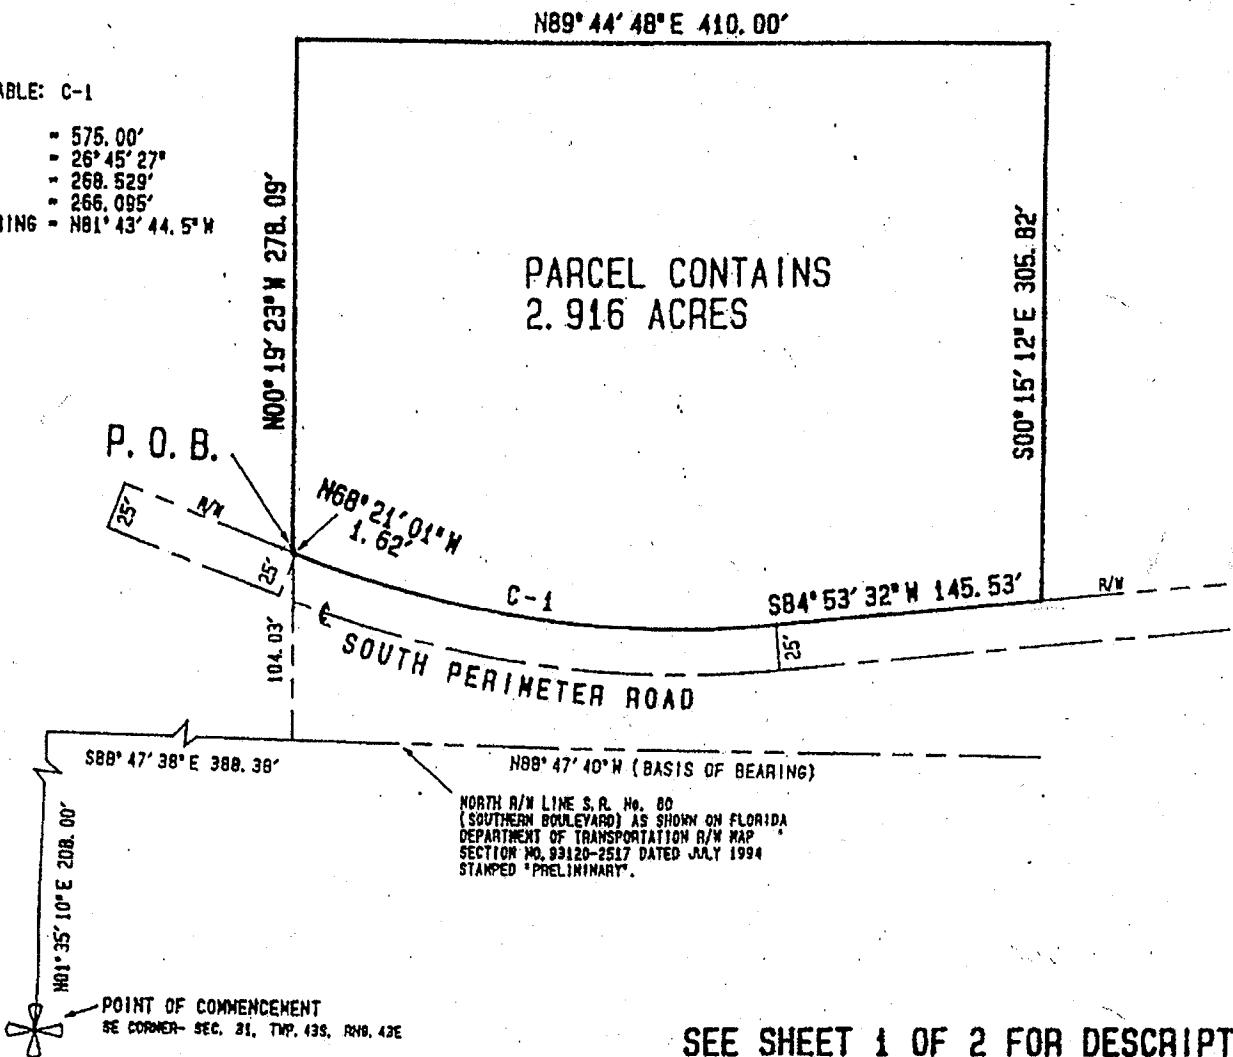 N89°44'48"E 410.00'
ABLE: C-1
= 575.00'
= 26°45'27"
= 268.529'
= 266.095'
RING = N81°43'44.5"W
N00°19'23"W 278.09'
PARCEL CONTAINS
2.916 ACRES
S00°15'12"E 305.82'
P.O.B.
N68°21'01"W
1.62'
R/W
25'
25'
C-1
S84°53'32"W 145.53'
R/W
25'
104.03'
SOUTH PERIMETER ROAD
S88°47'38"E 388.38'
N88°47'40"W (BASIS OF BEARING)
NORTH R/W LINE S.R. No. 80
(SOUTHERN BOULEVARD) AS SHOWN ON FLORIDA
DEPARTMENT OF TRANSPORTATION R/W MAP
SECTION NO. 93120-2517 DATED JULY 1994
STAMPED "PRELIMINARY".
N01°35'10"E 208.00'
POINT OF COMMENCEMENT
SE CORNER- SEC. 31, TWP. 43S, RNG. 43E
SEE SHEET 1 OF 2 FOR DESCRIPT